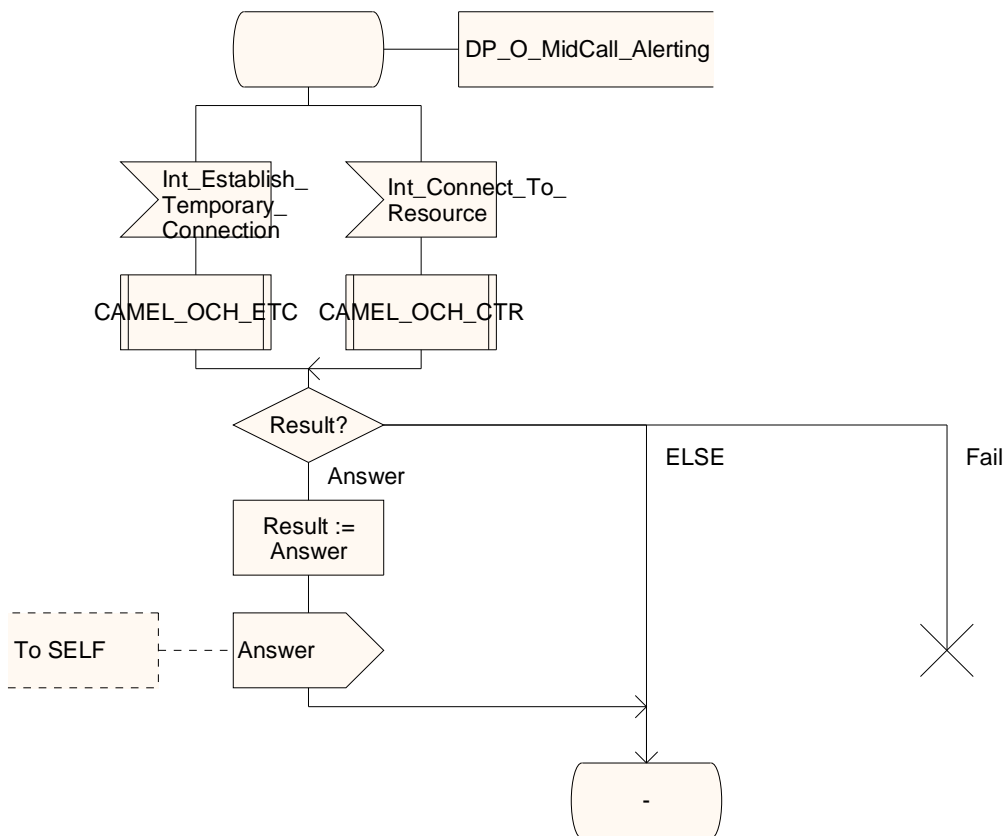 DP_O_MidCall_Alerting
Int_Establish_
Temporary_
Connection
Int_Connect_To_
Resource
CAMEL_OCH_ETC
CAMEL_OCH_CTR
Result?
ELSE
Fail
Answer
Result :=
Answer
To SELF
Answer
-